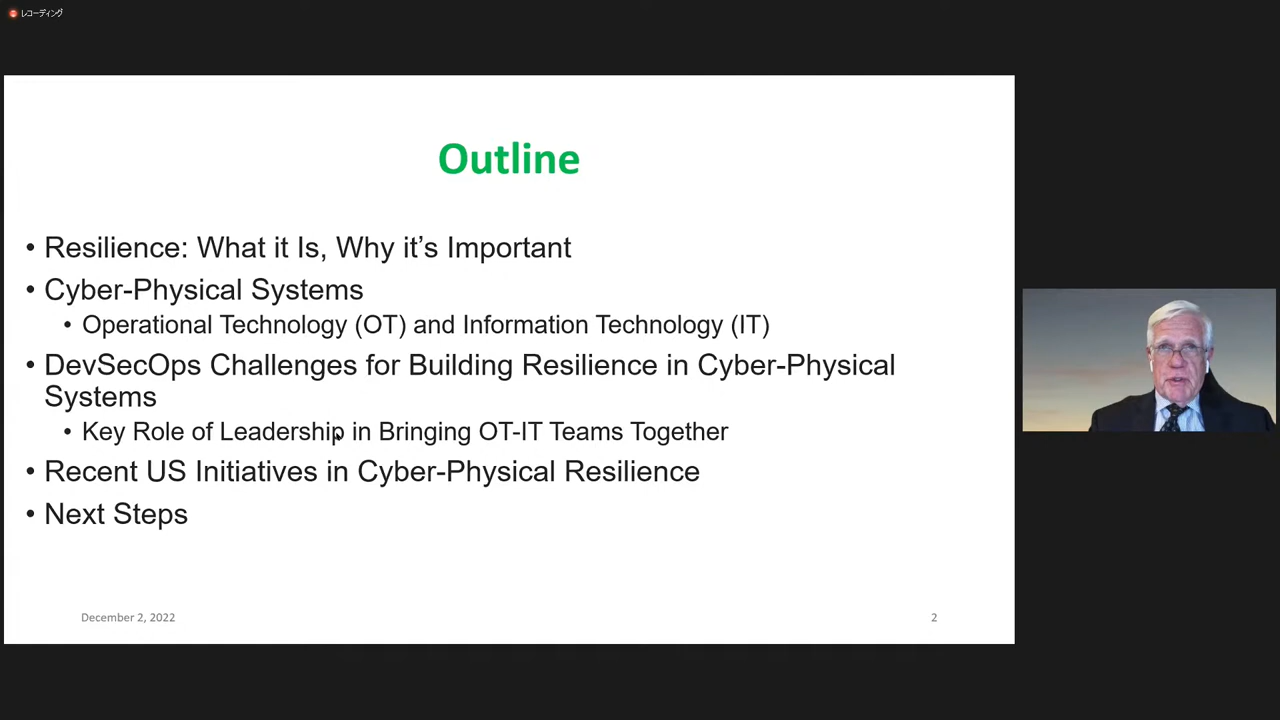 レコーディング
Outline
• Resilience: What it Is, Why it’s Important
• Cyber-Physical Systems
• Operational Technology (OT) and Information Technology (IT)
• DevSecOps Challenges for Building Resilience in Cyber-Physical
Systems
• Key Role of Leadership in Bringing OT-IT Teams Together
• Recent US Initiatives in Cyber-Physical Resilience
• Next Steps
December 2, 2022
2